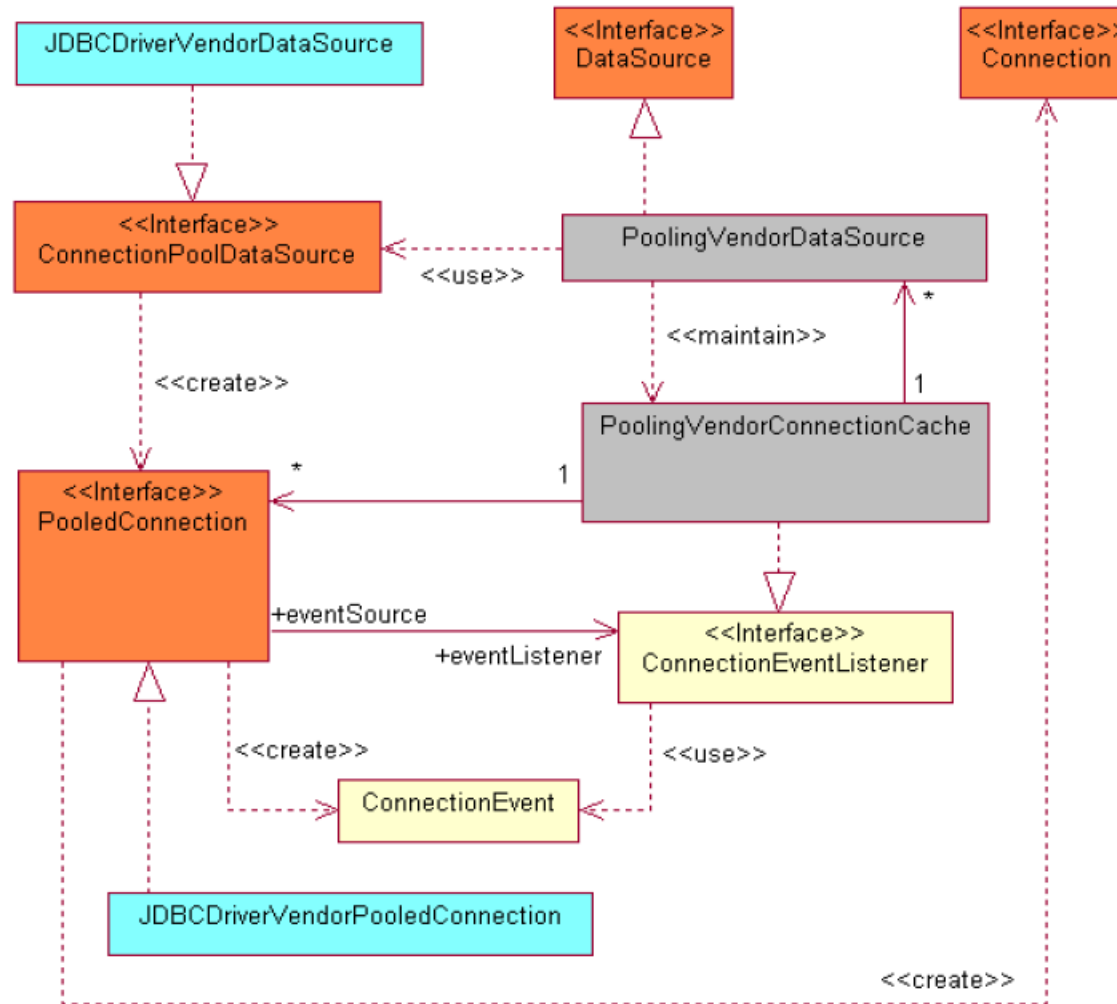 JDBCDriverVendorDataSource
<<Interface>>
DataSource
<<Interface>>
Connection
<<Interface>>
ConnectionPoolDataSource
<<use>>
PoolingVendorDataSource
<<maintain>>
*
1
<<create>>
PoolingVendorConnectionCache
*
1
<<Interface>>
PooledConnection
+eventSource
+eventListener
<<Interface>>
ConnectionEventListener
<<create>>
<<use>>
ConnectionEvent
JDBCDriverVendorPooledConnection
<<create>>